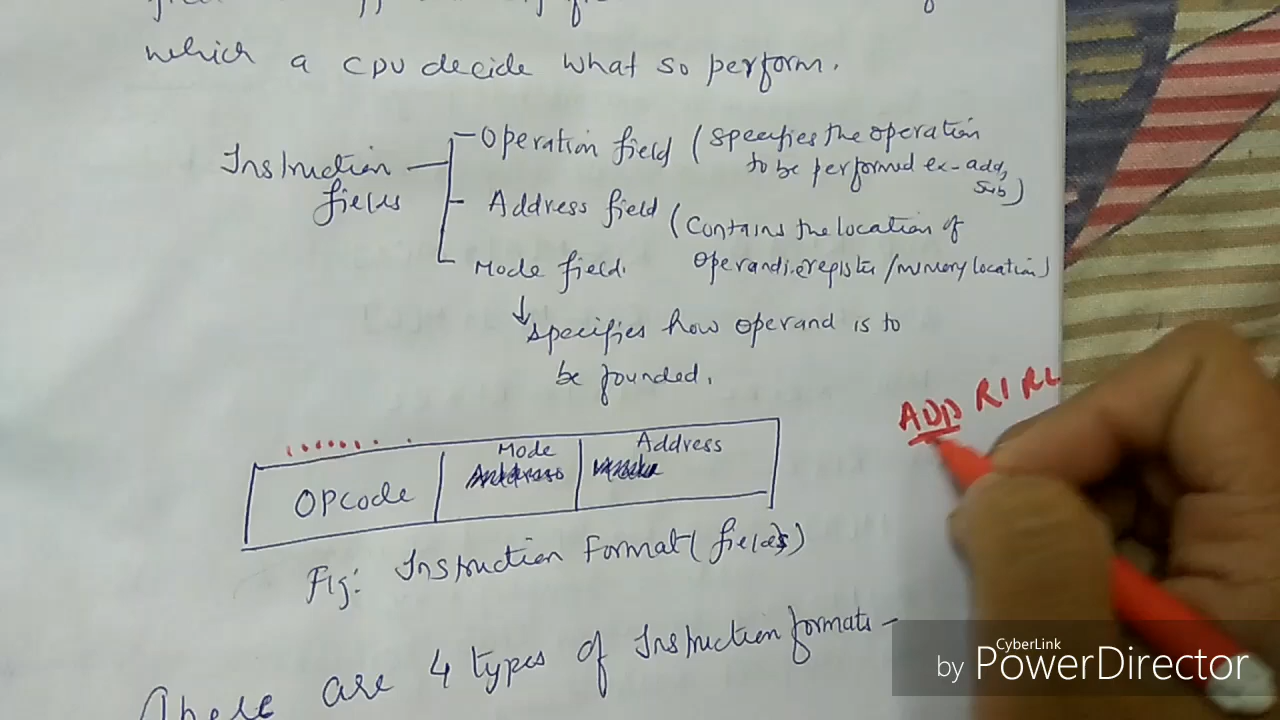 which a CPU decide what so perform.
Instruction fields
Operation field (specifies the operation to be performed ex-add, sub)
Address field (Contains the location of operand i.e register / memory location)
Mode field.
↓ specifies how operand is to
be founded.
ADD R1 R2
OPCode
Mode
Address
Fig: Instruction Format (fields)
There are 4 types of Instruction formats –
CyberLink
by PowerDirector